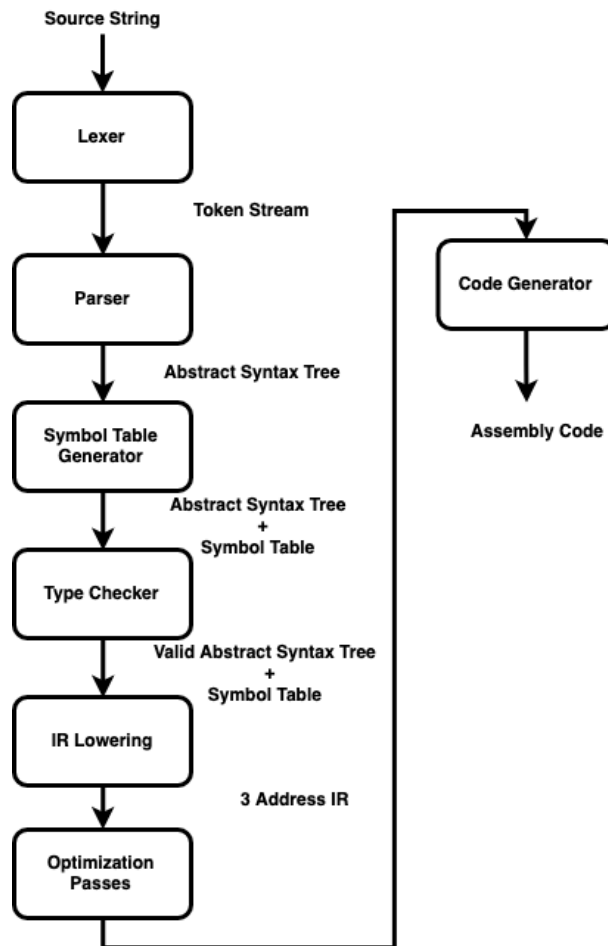 Source String
Lexer
Token Stream
Parser
Abstract Syntax Tree
Symbol Table
Generator
Abstract Syntax Tree
+
Symbol Table
Type Checker
Valid Abstract Syntax Tree
+
Symbol Table
IR Lowering
3 Address IR
Optimization
Passes
Code Generator
Assembly Code